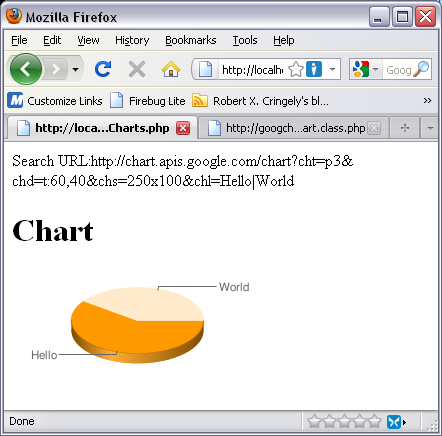 Mozilla Firefox
File Edit View History Bookmarks Tools Help
http://localh
Goog
Customize Links Firebug Lite Robert X. Cringely's bl...
http://loca...Charts.php http://googch...art.class.php
Search URL:http://chart.apis.google.com/chart?cht=p3&
chd=t:60,40&chs=250x100&chl=Hello|World
Chart
World
Hello
Done